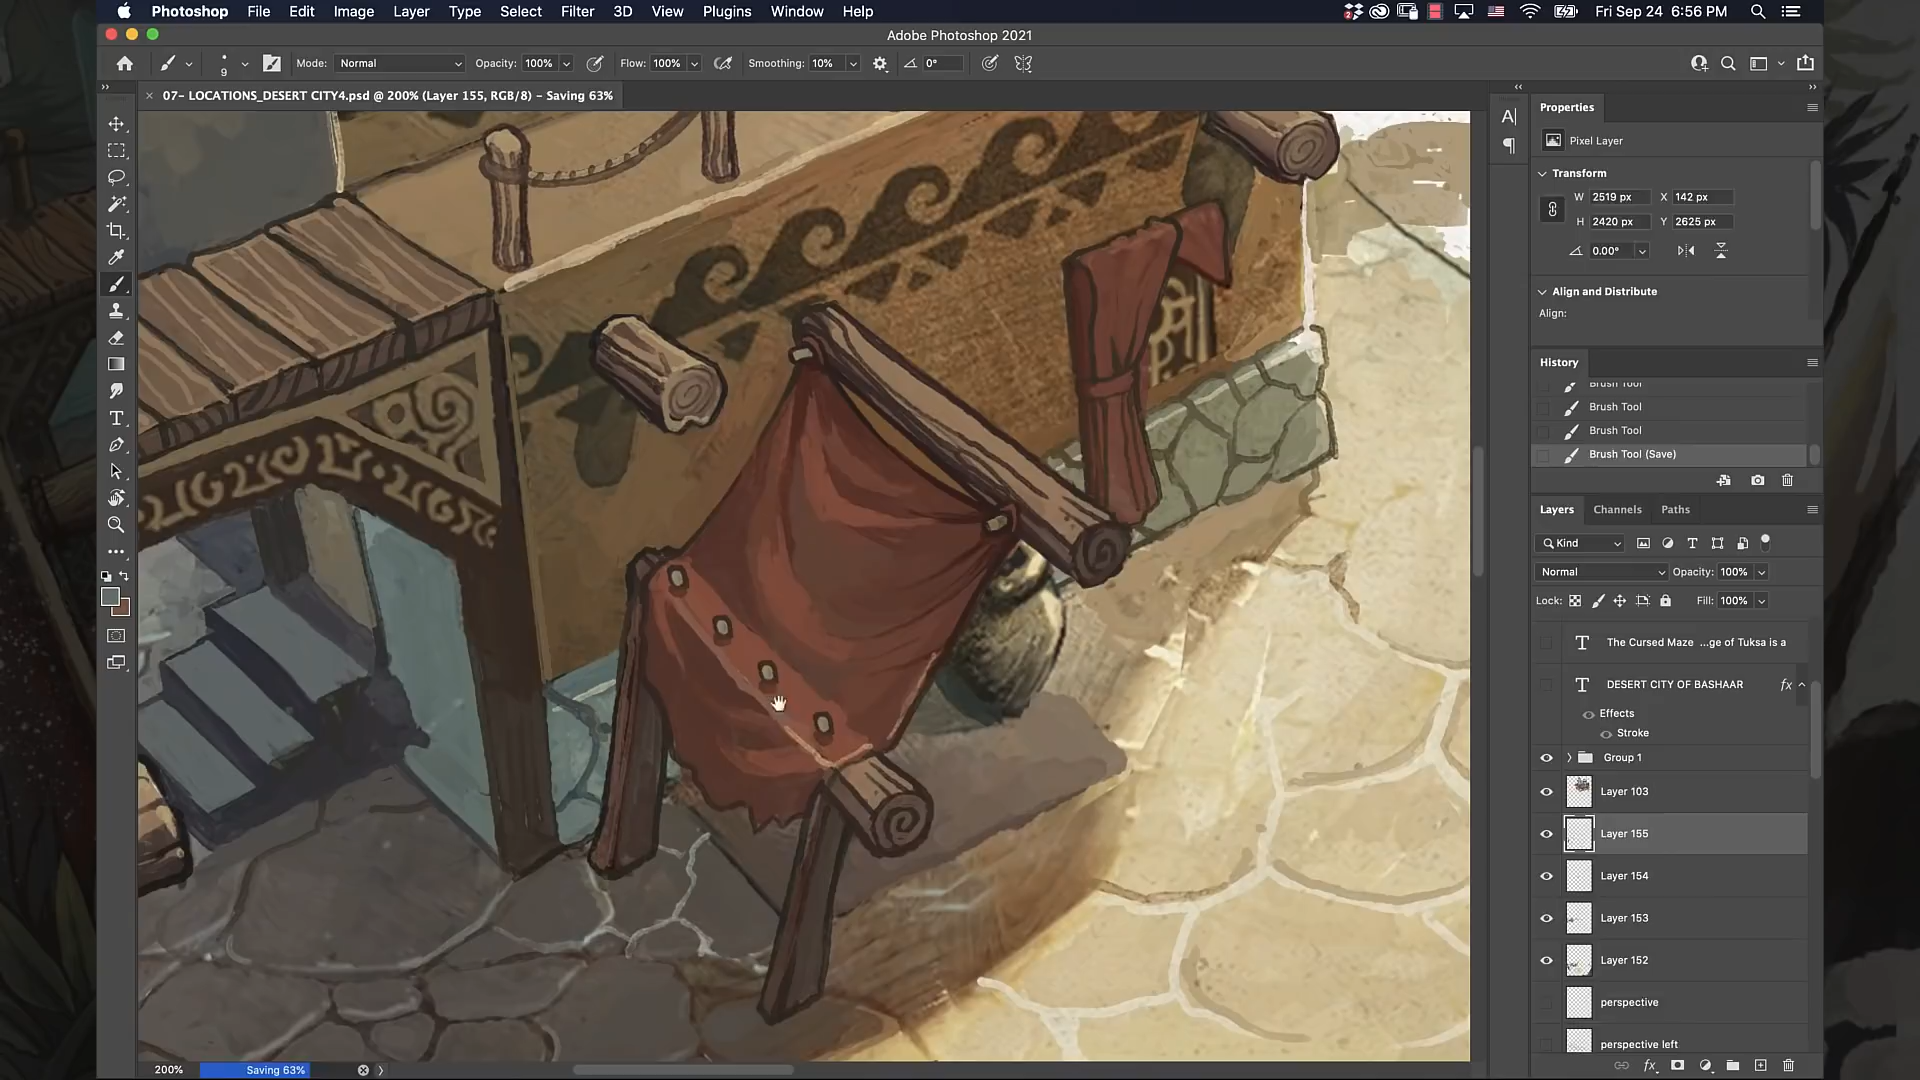 Photoshop File Edit Image Layer Type Select Filter 3D View Plugins Window Help
Fri Sep 24 6:56 PM
Adobe Photoshop 2021
9 Mode: Normal Opacity: 100% Flow: 100% Smoothing: 10% 0°
07- LOCATIONS_DESERT CITY4.psd @ 200% (Layer 155, RGB/8) - Saving 63%
Properties
Pixel Layer
Transform
W 2519 px X 142 px
H 2420 px Y 2625 px
0.00°
Align and Distribute
Align:
History
Brush Tool
Brush Tool
Brush Tool
Brush Tool (Save)
Layers Channels Paths
Kind
Normal Opacity: 100%
Lock: Fill: 100%
The Cursed Maze ...ge of Tuksa is a
DESERT CITY OF BASHAAR fx
Effects
Stroke
Group 1
Layer 103
Layer 155
Layer 154
Layer 153
Layer 152
perspective
perspective left
fx
200% Saving 63%